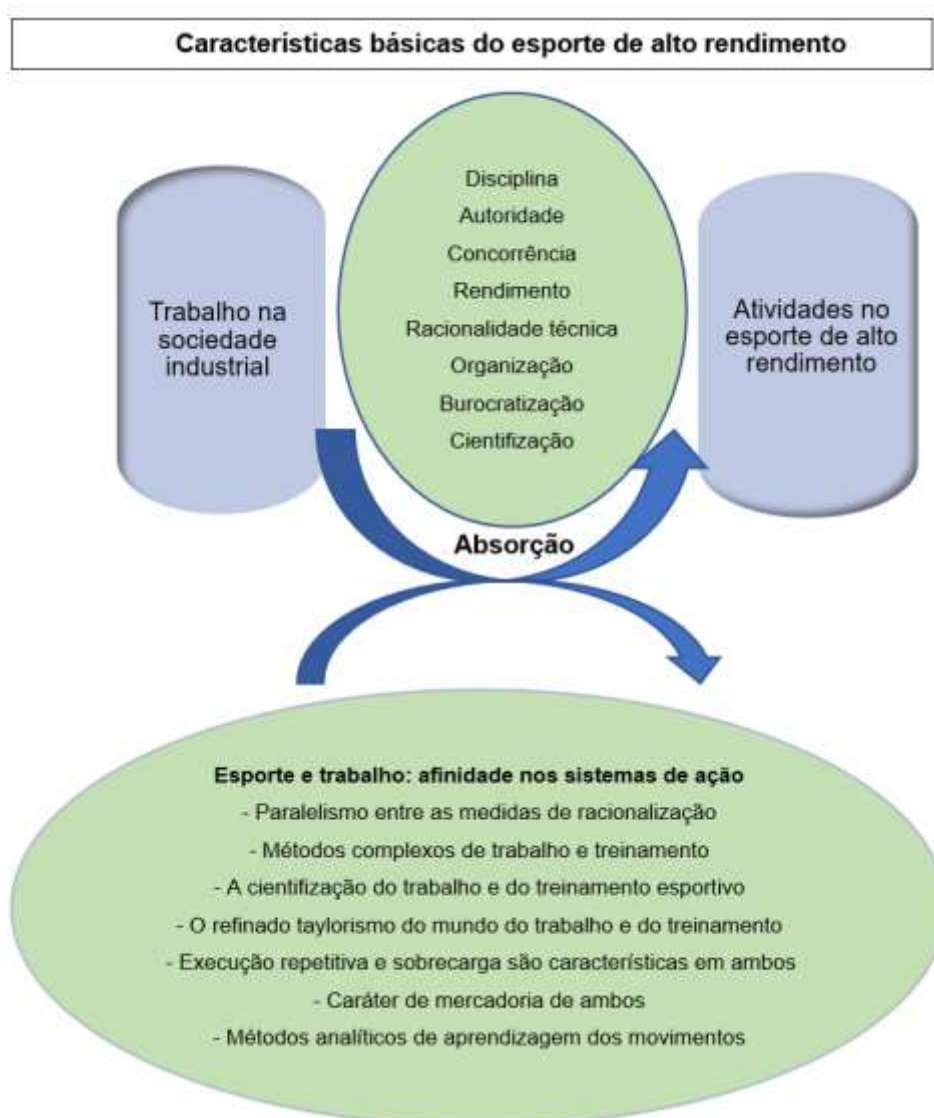 Características básicas do esporte de alto rendimento
Disciplina
Autoridade
Concorrência
Rendimento
Racionalidade técnica
Organização
Burocratização
Cientifização
Trabalho na
sociedade
industrial
Atividades no
esporte de alto
rendimento
Absorção
Esporte e trabalho: afinidade nos sistemas de ação
- Paralelismo entre as medidas de racionalização
- Métodos complexos de trabalho e treinamento
- A cientifização do trabalho e do treinamento esportivo
- O refinado taylorismo do mundo do trabalho e do treinamento
- Execução repetitiva e sobrecarga são características em ambos
- Caráter de mercadoria de ambos
- Métodos analíticos de aprendizagem dos movimentos